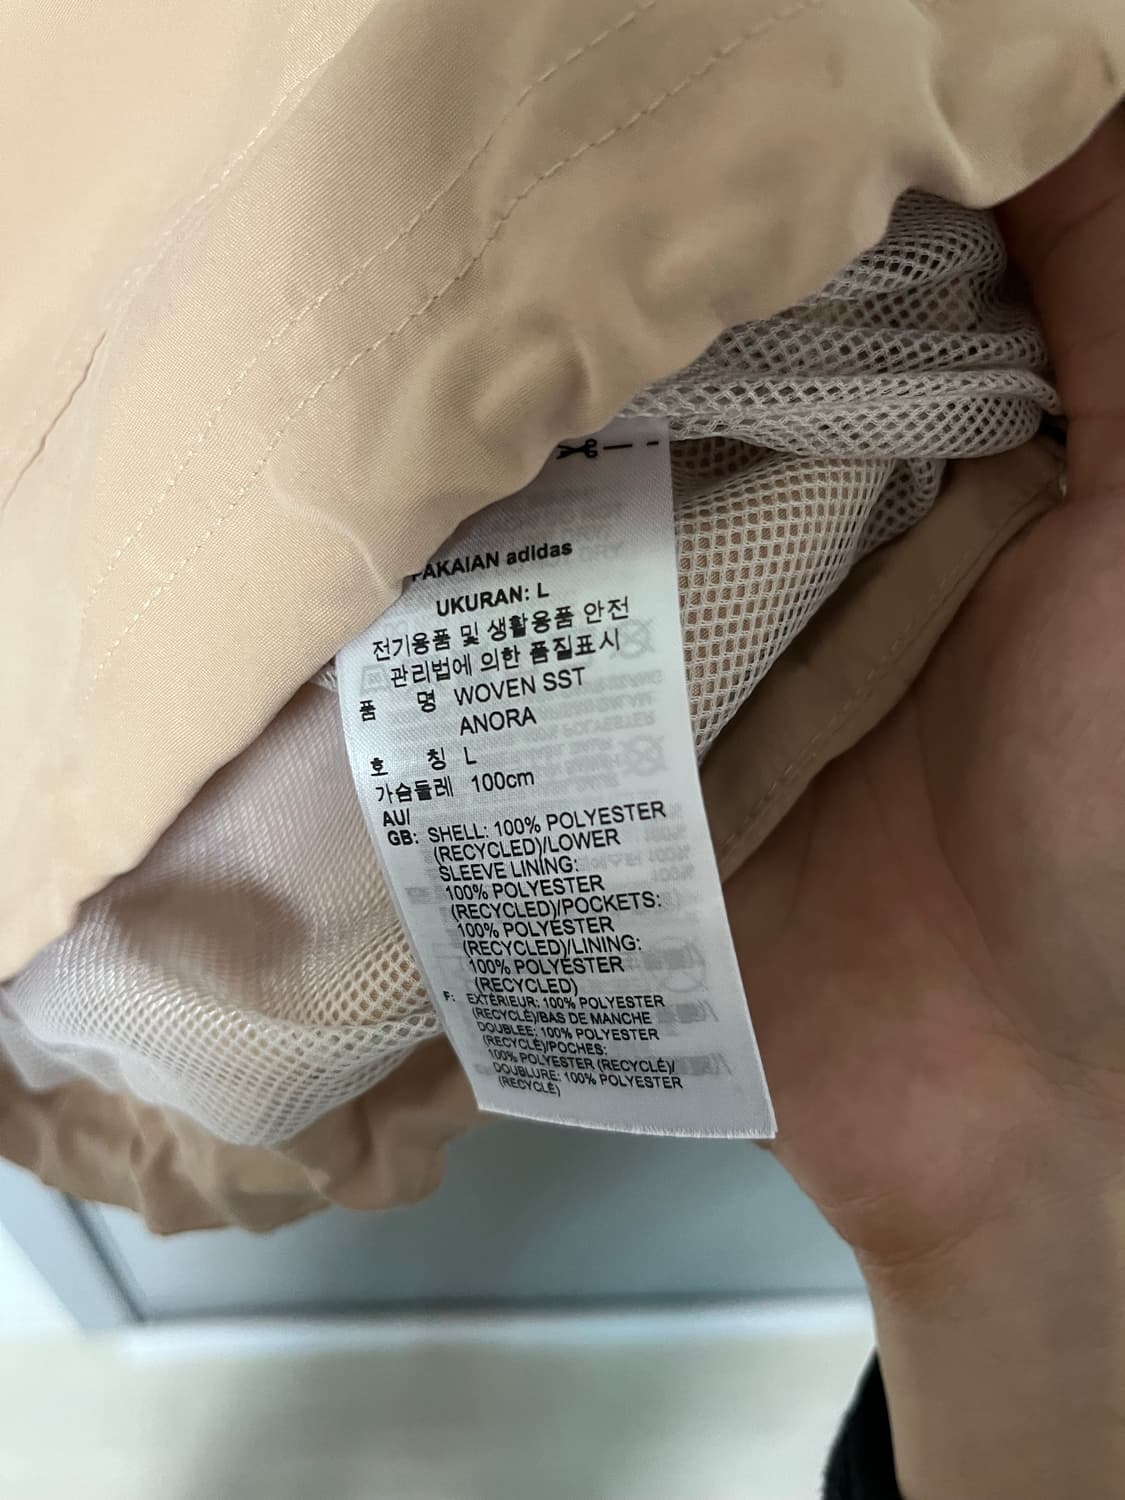 PAKAIAN adidas
UKURAN: L
전기용품 및 생활용품 안전
관리법에 의한 품질표시
품 명 WOVEN SST
ANORA
호 칭 L
가슴둘레 100cm
AU/
GB: SHELL: 100% POLYESTER
(RECYCLED)/LOWER
SLEEVE LINING:
100% POLYESTER
(RECYCLED)/POCKETS:
100% POLYESTER
(RECYCLED)/LINING:
100% POLYESTER
(RECYCLED)
F: EXTÉRIEUR: 100% POLYESTER
(RECYCLÉ)/BAS DE MANCHE
DOUBLEE: 100% POLYESTER
(RECYCLÉ)/POCHES:
100% POLYESTER (RECYCLÉ)/
DOUBLURE: 100% POLYESTER
(RECYCLÉ)